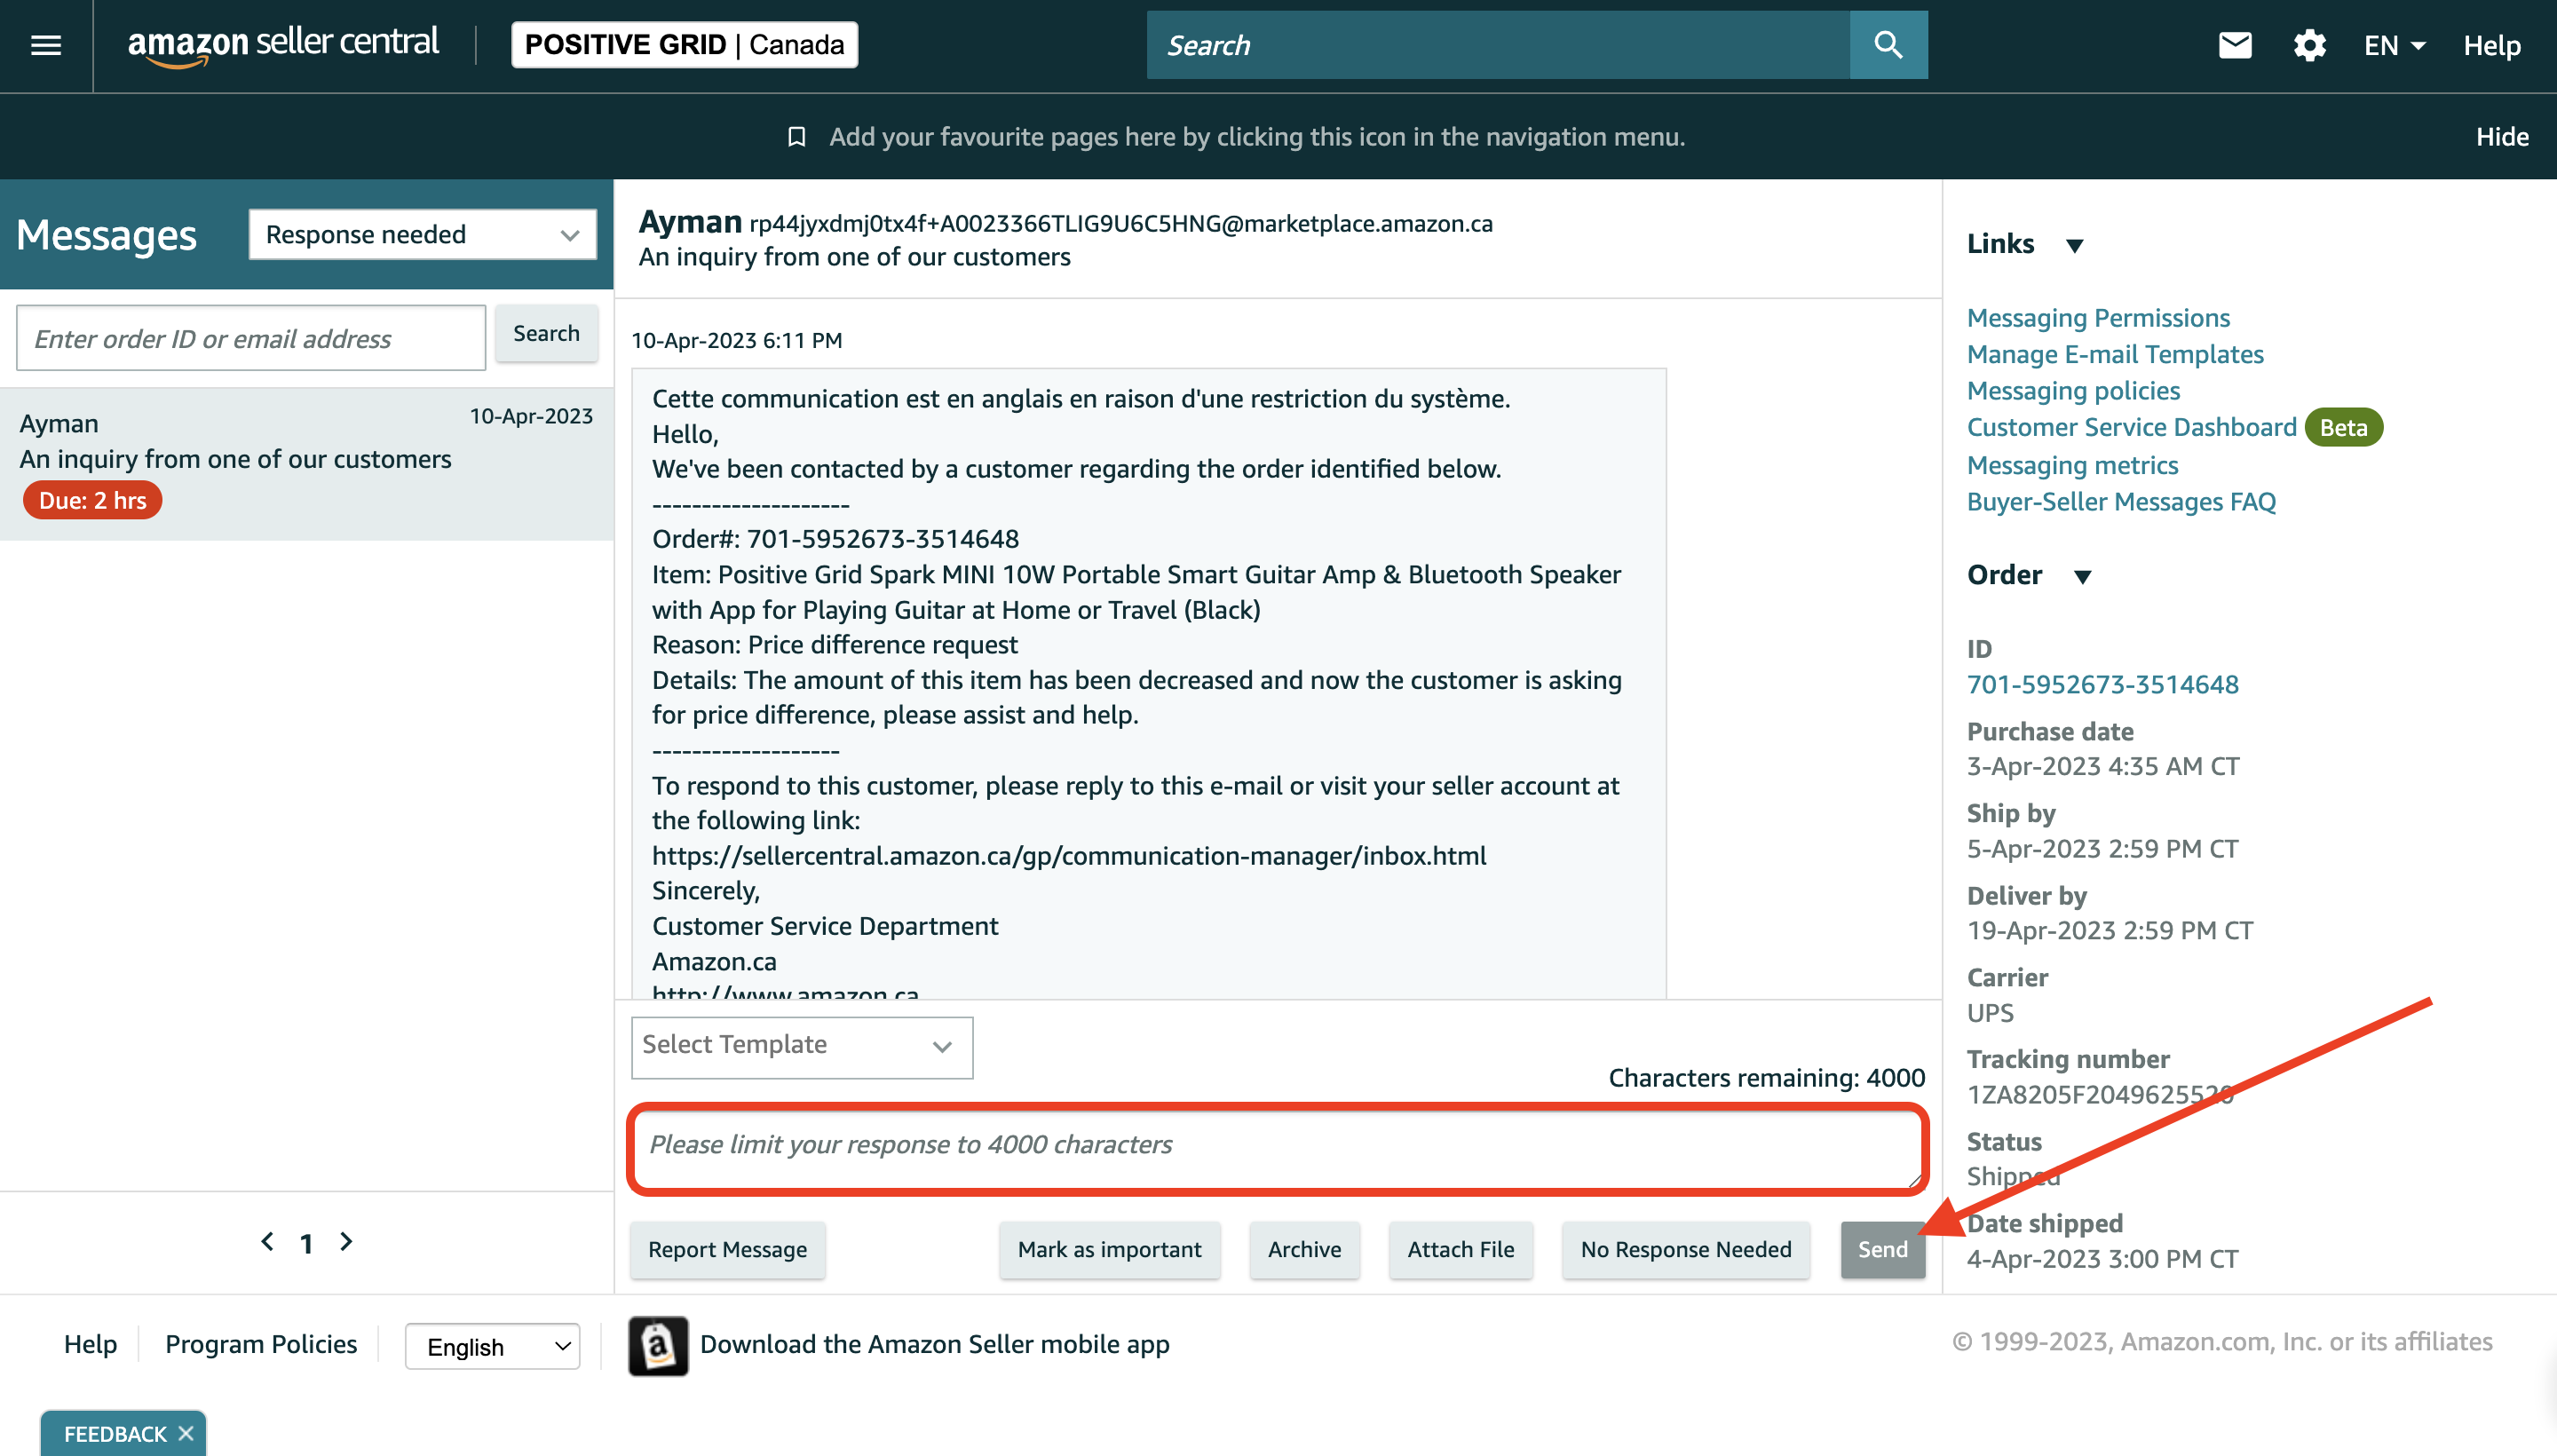 amazon seller central
POSITIVE GRID | Canada
Search
EN
Help
Add your favourite pages here by clicking this icon in the navigation menu.
Hide
Messages
Response needed
Enter order ID or email address
Search
Ayman
10-Apr-2023
An inquiry from one of our customers
Due: 2 hrs
1
Ayman rp44jyxdmj0tx4f+A0023366TLIG9U6C5HNG@marketplace.amazon.ca
An inquiry from one of our customers
10-Apr-2023 6:11 PM
Cette communication est en anglais en raison d'une restriction du système.
Hello,
We've been contacted by a customer regarding the order identified below.
--------------------
Order#: 701-5952673-3514648
Item: Positive Grid Spark MINI 10W Portable Smart Guitar Amp & Bluetooth Speaker
with App for Playing Guitar at Home or Travel (Black)
Reason: Price difference request
Details: The amount of this item has been decreased and now the customer is asking
for price difference, please assist and help.
-------------------
To respond to this customer, please reply to this e-mail or visit your seller account at
the following link:
https://sellercentral.amazon.ca/gp/communication-manager/inbox.html
Sincerely,
Customer Service Department
Amazon.ca
http://www.amazon.ca
Select Template
Characters remaining: 4000
Please limit your response to 4000 characters
Report Message
Mark as important
Archive
Attach File
No Response Needed
Send
Links
Messaging Permissions
Manage E-mail Templates
Messaging policies
Customer Service Dashboard Beta
Messaging metrics
Buyer-Seller Messages FAQ
Order
ID
701-5952673-3514648
Purchase date
3-Apr-2023 4:35 AM CT
Ship by
5-Apr-2023 2:59 PM CT
Deliver by
19-Apr-2023 2:59 PM CT
Carrier
UPS
Tracking number
1ZA8205F2049625520
Status
Shipped
Date shipped
4-Apr-2023 3:00 PM CT
Help
Program Policies
English
Download the Amazon Seller mobile app
© 1999-2023, Amazon.com, Inc. or its affiliates
FEEDBACK